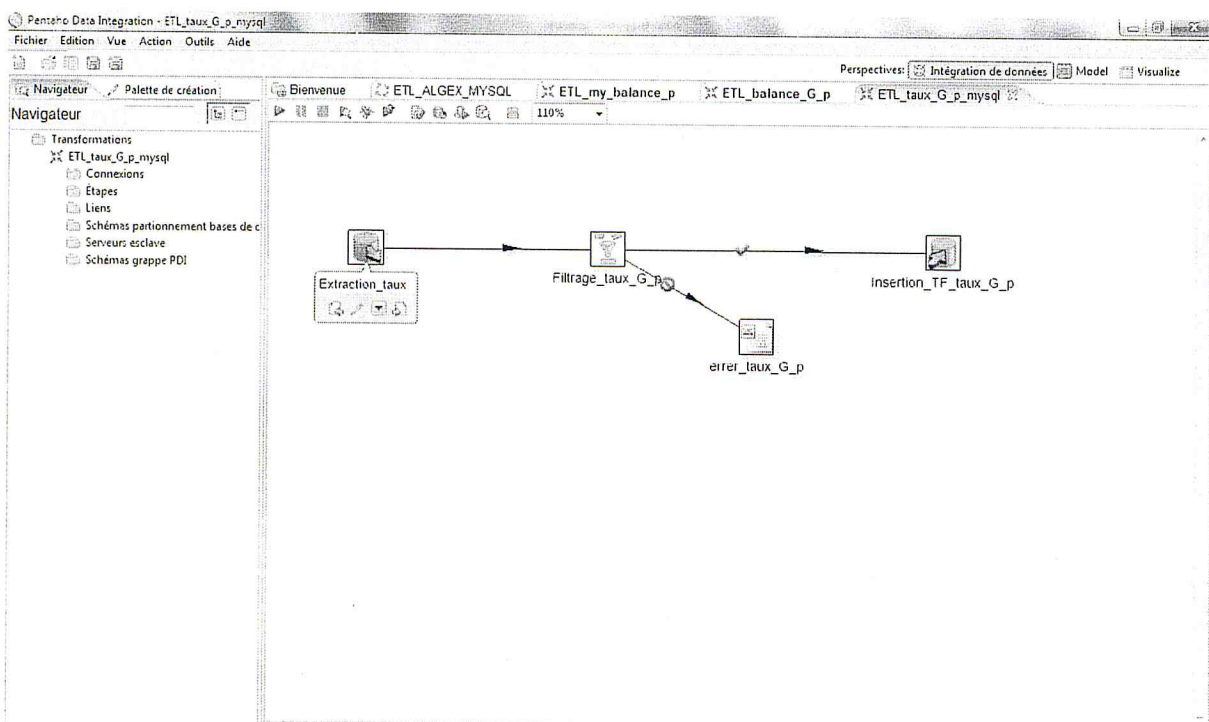 Pentaho Data Integration - ETL_taux_G_p_mysql
Fichier Edition Vue Action Outils Aide
Perspectives: Intégration de données Model Visualize
Navigateur Palette de création
Bienvenue ETL_ALGEX_MYSQL ETL_my_balance_p ETL_balance_G_p ETL_taux_G_p_mysql
Navigateur
110%
Transformations
ETL_taux_G_p_mysql
Connexions
Étapes
Liens
Schémas partionnement bases de c
Serveurs esclave
Schémas grappe PDI
Extraction_taux
Filtrage_taux_G_p
Insertion_TF_taux_G_p
errer_taux_G_p